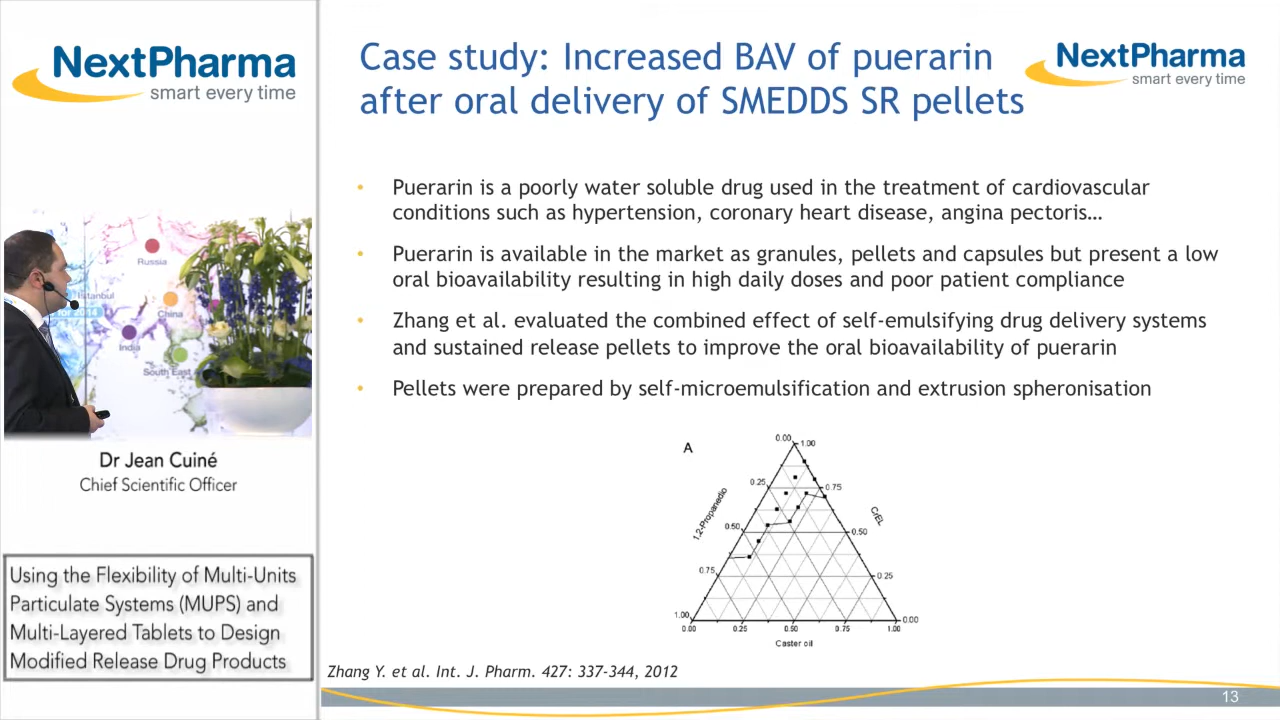 NextPharma
smart every time
Case study: Increased BAV of puerarin
after oral delivery of SMEDDS SR pellets
NextPharma
smart every time
• Puerarin is a poorly water soluble drug used in the treatment of cardiovascular
conditions such as hypertension, coronary heart disease, angina pectoris…
• Puerarin is available in the market as granules, pellets and capsules but present a low
oral bioavailability resulting in high daily doses and poor patient compliance
• Zhang et al. evaluated the combined effect of self-emulsifying drug delivery systems
and sustained release pellets to improve the oral bioavailability of puerarin
• Pellets were prepared by self-microemulsification and extrusion spheronisation
Russia
Istanbul
for 2014
China
India
South East
Dr Jean Cuiné
Chief Scientific Officer
Using the Flexibility of Multi-Units
Particulate Systems (MUPS) and
Multi-Layered Tablets to Design
Modified Release Drug Products
A
0.00
1.00
0.25
0.75
1,2-Propanedio
CrEL
0.50
0.50
0.75
0.25
1.00
0.00
0.00 0.25 0.50 0.75 1.00
Caster oil
Zhang Y. et al. Int. J. Pharm. 427: 337-344, 2012
13